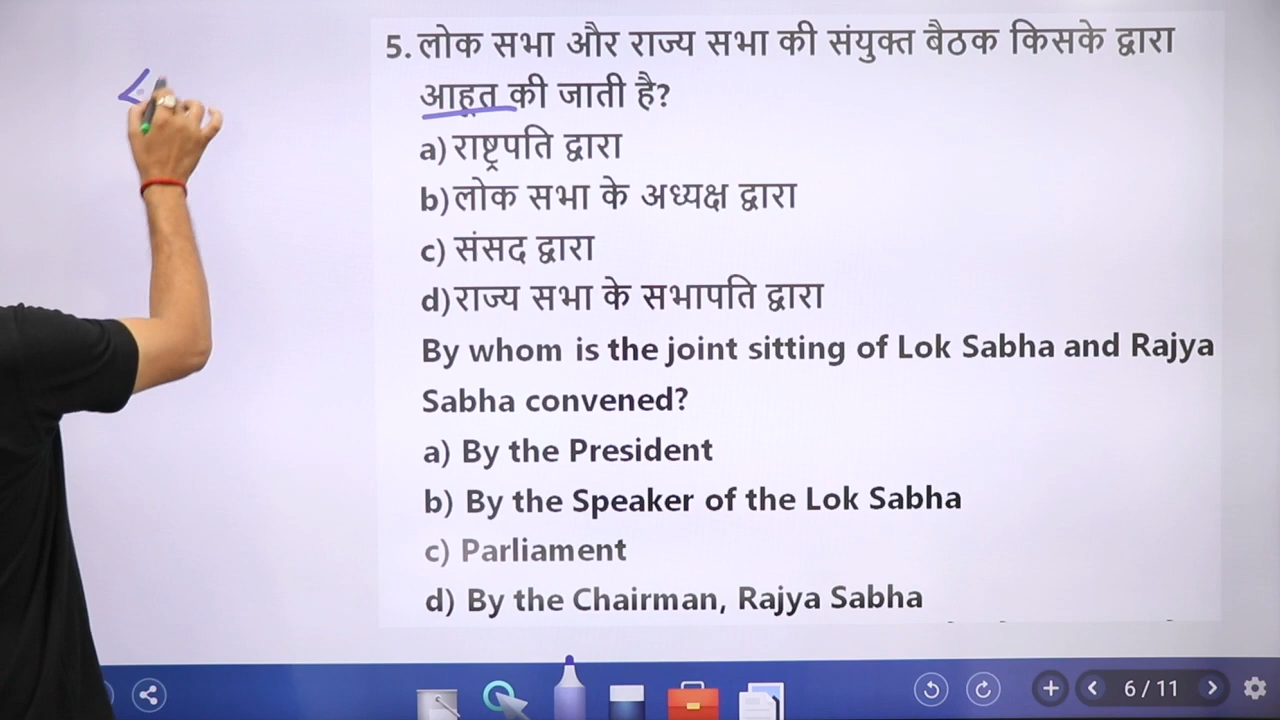 5. लोक सभा और राज्य सभा की संयुक्त बैठक किसके द्वारा
आहूत की जाती है?
a) राष्ट्रपति द्वारा
b) लोक सभा के अध्यक्ष द्वारा
c) संसद द्वारा
d) राज्य सभा के सभापति द्वारा
By whom is the joint sitting of Lok Sabha and Rajya
Sabha convened?
a) By the President
b) By the Speaker of the Lok Sabha
c) Parliament
d) By the Chairman, Rajya Sabha
6 / 11